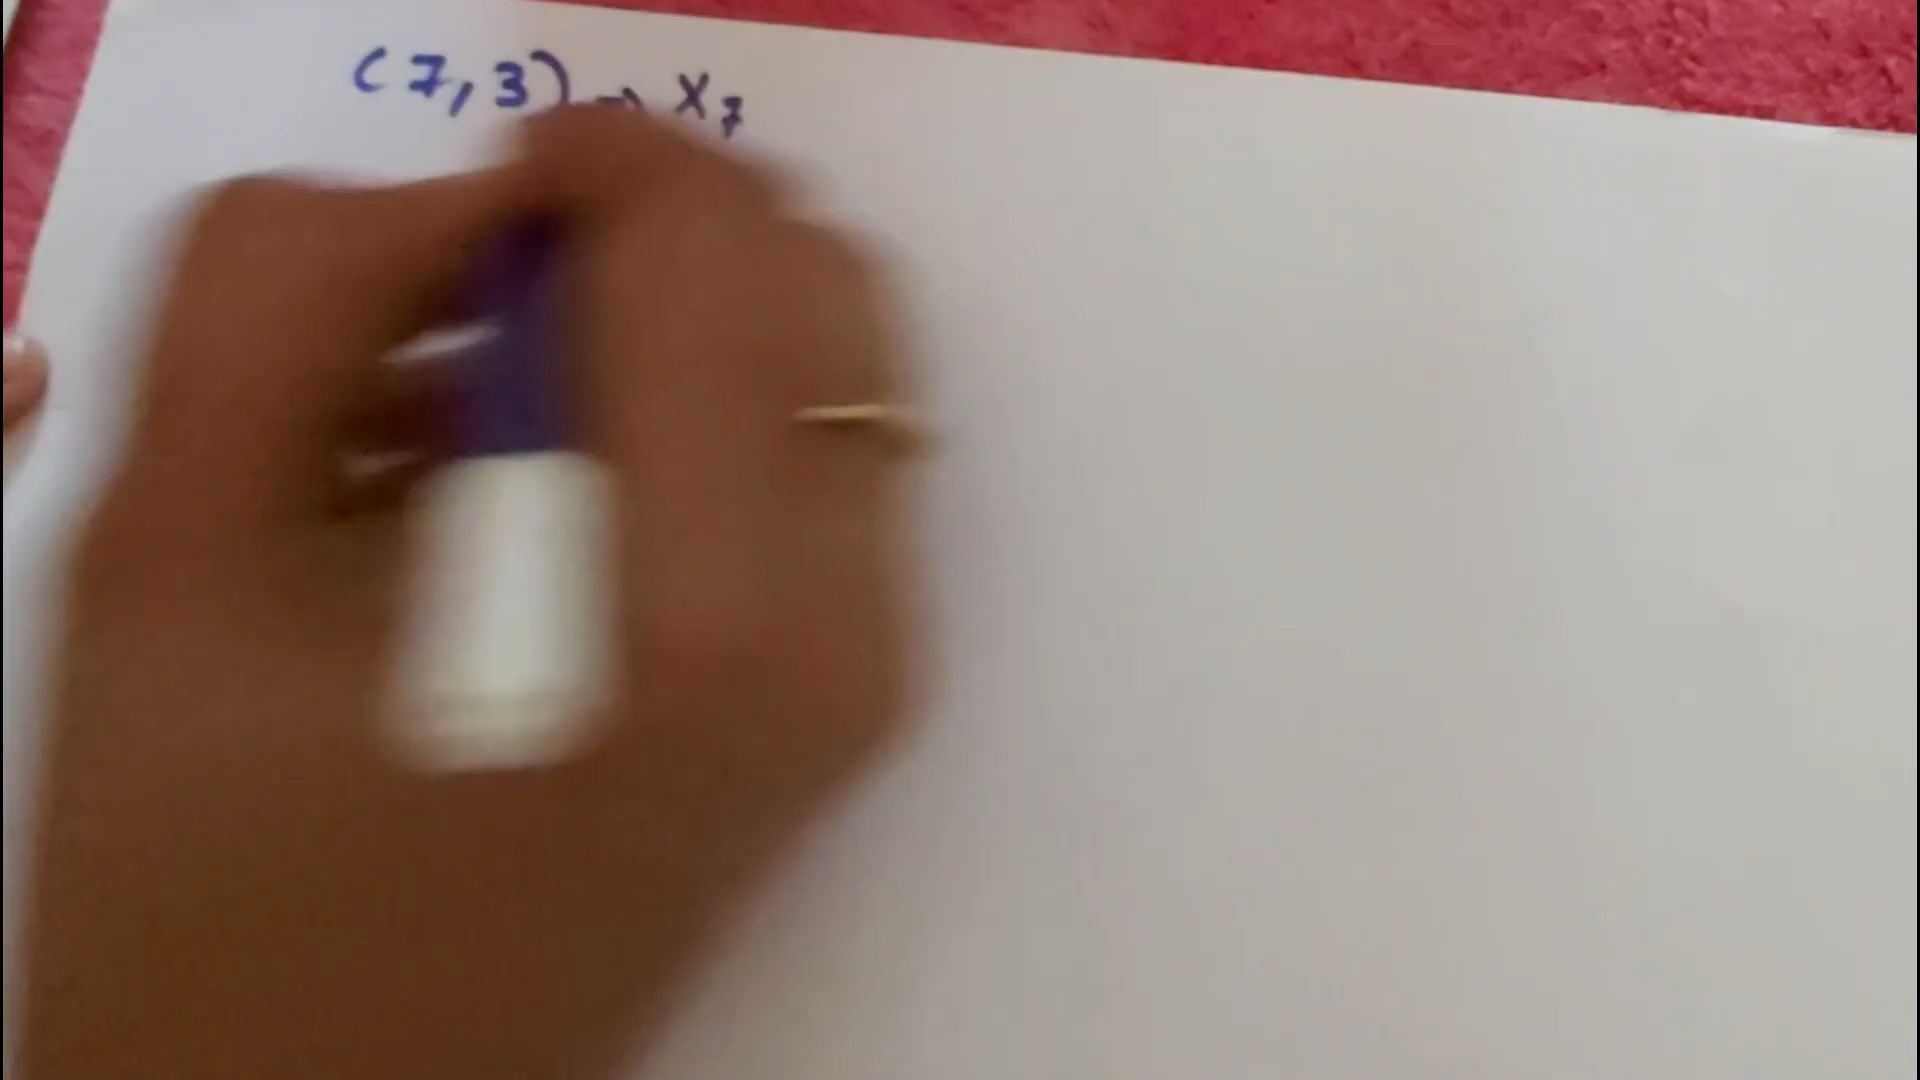 (7,3) → X₇